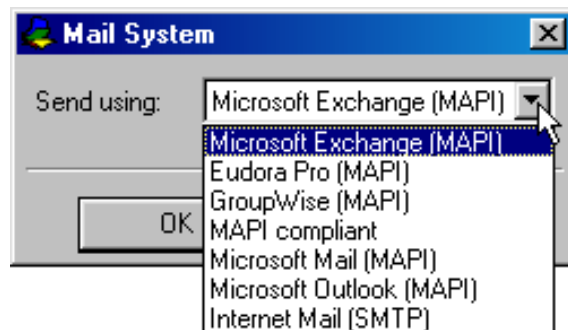 Mail System
Send using: Microsoft Exchange (MAPI)
Microsoft Exchange (MAPI)
Eudora Pro (MAPI)
GroupWise (MAPI)
OK MAPI compliant
Microsoft Mail (MAPI)
Microsoft Outlook (MAPI)
Internet Mail (SMTP)